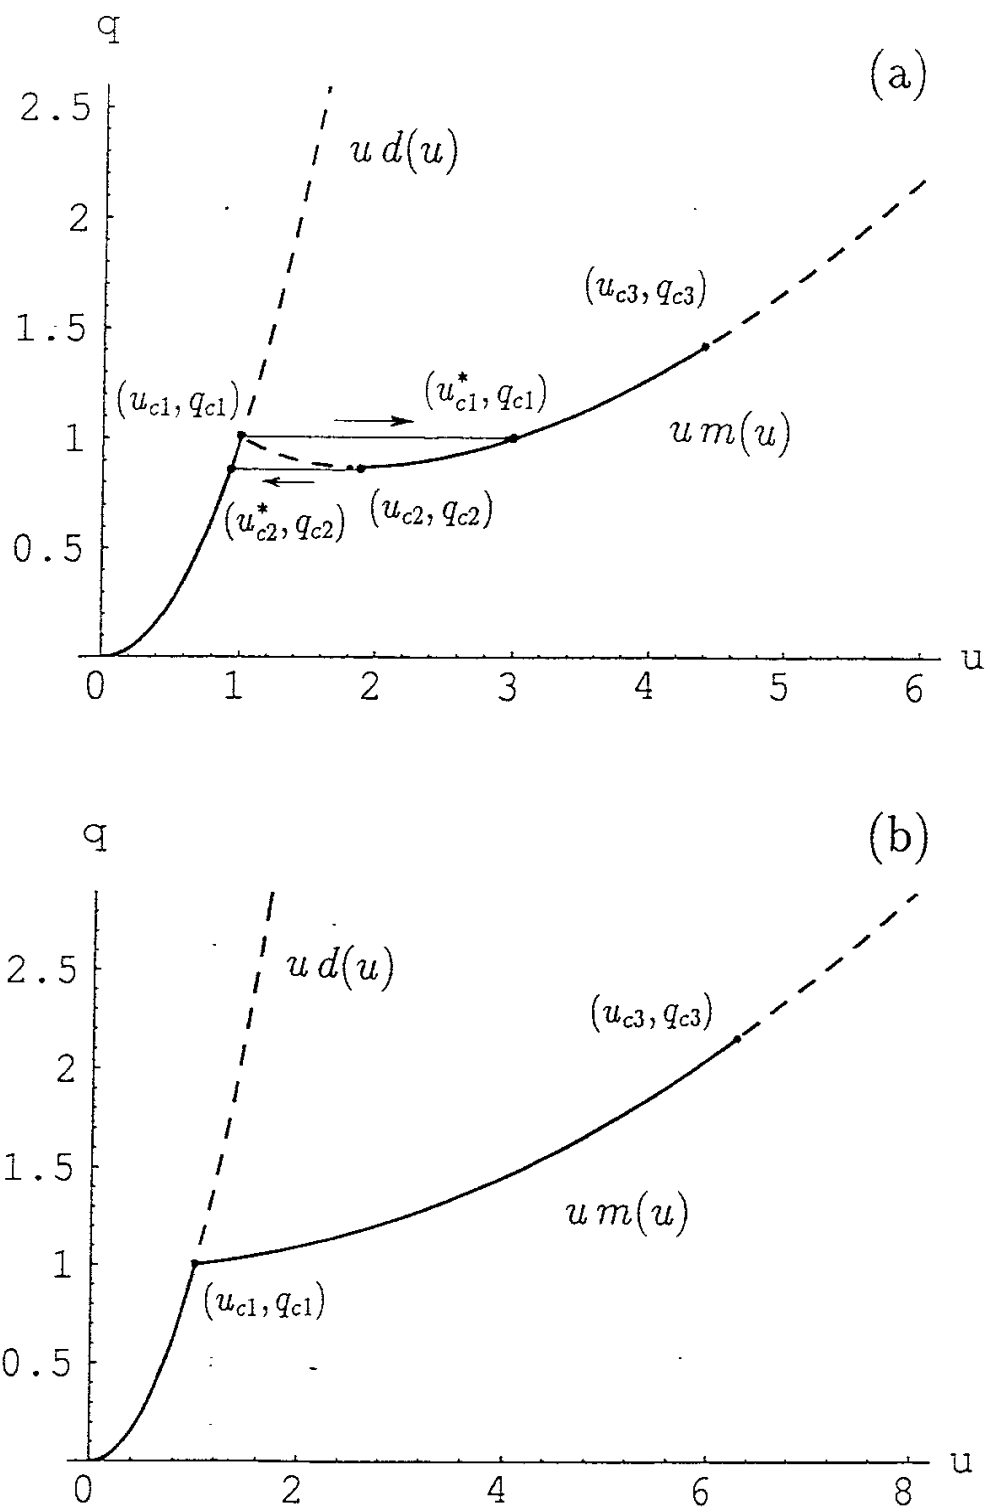 q
(a)
2.5
u d(u)
2
(u_{c3}, q_{c3})
1.5
(u_{c1}, q_{c1})
(u^*_{c1}, q_{c1})
1
u m(u)
(u^*_{c2}, q_{c2})
(u_{c2}, q_{c2})
0.5
u
0 1 2 3 4 5 6
q
(b)
2.5
u d(u)
(u_{c3}, q_{c3})
2
1.5
u m(u)
1
(u_{c1}, q_{c1})
0.5
u
0 2 4 6 8